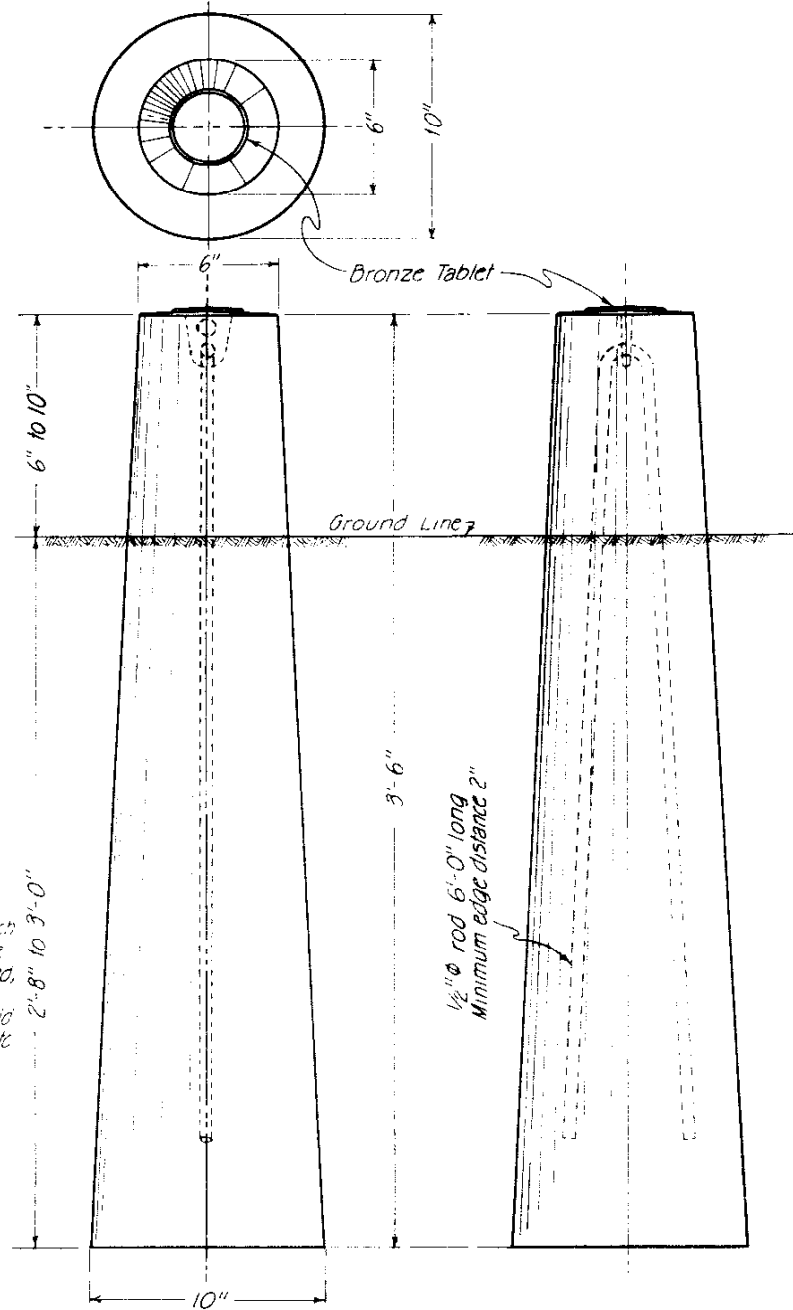 10"
6"
6"
Bronze Tablet
6" to 10"
Ground Line
3'-6"
½"Φ rod 6'-0" long
Minimum edge distance 2"
2'-8" to 3'-0"
10"